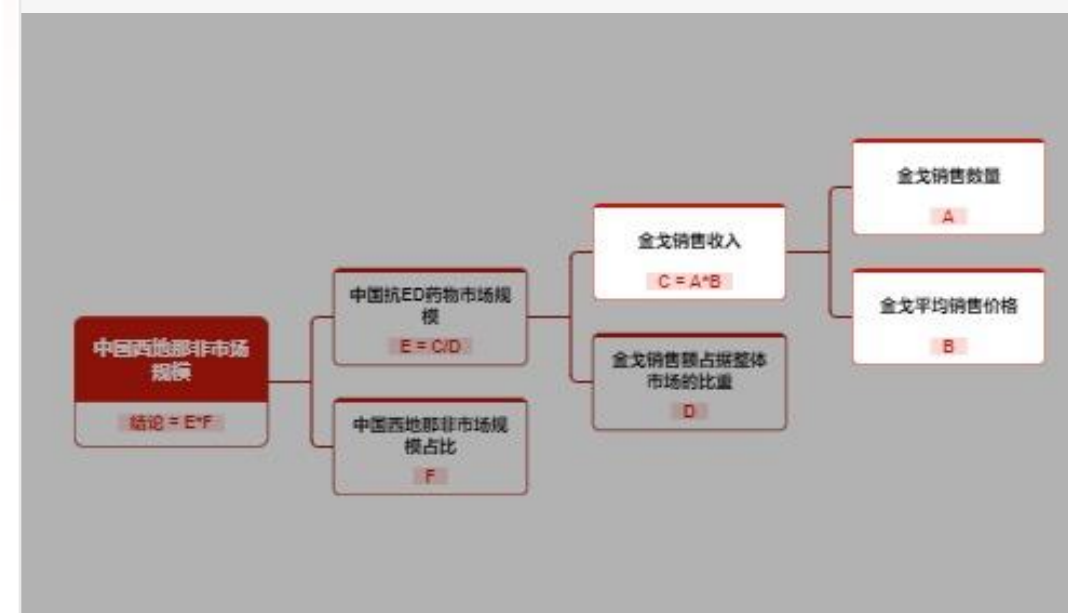 金戈销售数量
A
金戈销售收入
C = A*B
中国抗ED药物市场规
模
E = C/D
金戈平均销售价格
B
中国西地那非市场
规模
结论 = E*F
金戈销售额占据整体
市场的比重
D
中国西地那非市场规
模占比
F